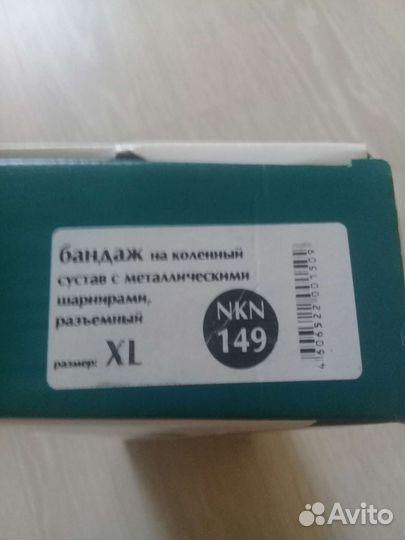 бандаж на коленный
сустав с металлическими
шарнирами,
разъемный
размер: XL
NKN
149
4606522001509
Avito